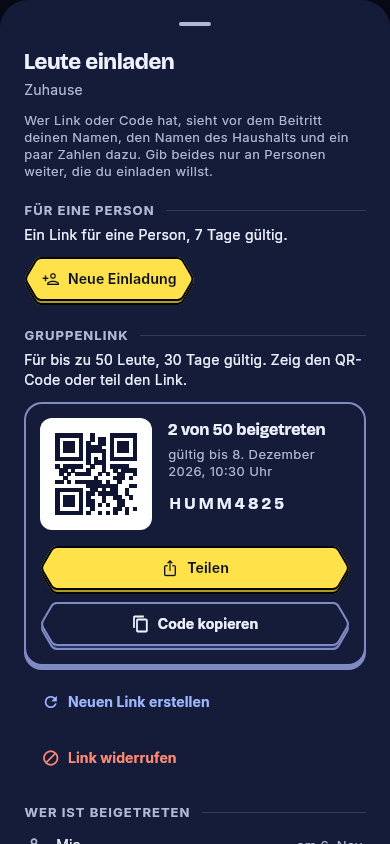 Leute einladen
Zuhause
Wer Link oder Code hat, sieht vor dem Beitritt
deinen Namen, den Namen des Haushalts und ein
paar Zahlen dazu. Gib beides nur an Personen
weiter, die du einladen willst.
FÜR EINE PERSON
Ein Link für eine Person, 7 Tage gültig.
Neue Einladung
GRUPPENLINK
Für bis zu 50 Leute, 30 Tage gültig. Zeig den QR-
Code oder teil den Link.
2 von 50 beigetreten
gültig bis 8. Dezember
2026, 10:30 Uhr
HUMM4825
Teilen
Code kopieren
Neuen Link erstellen
Link widerrufen
WER IST BEIGETRETEN